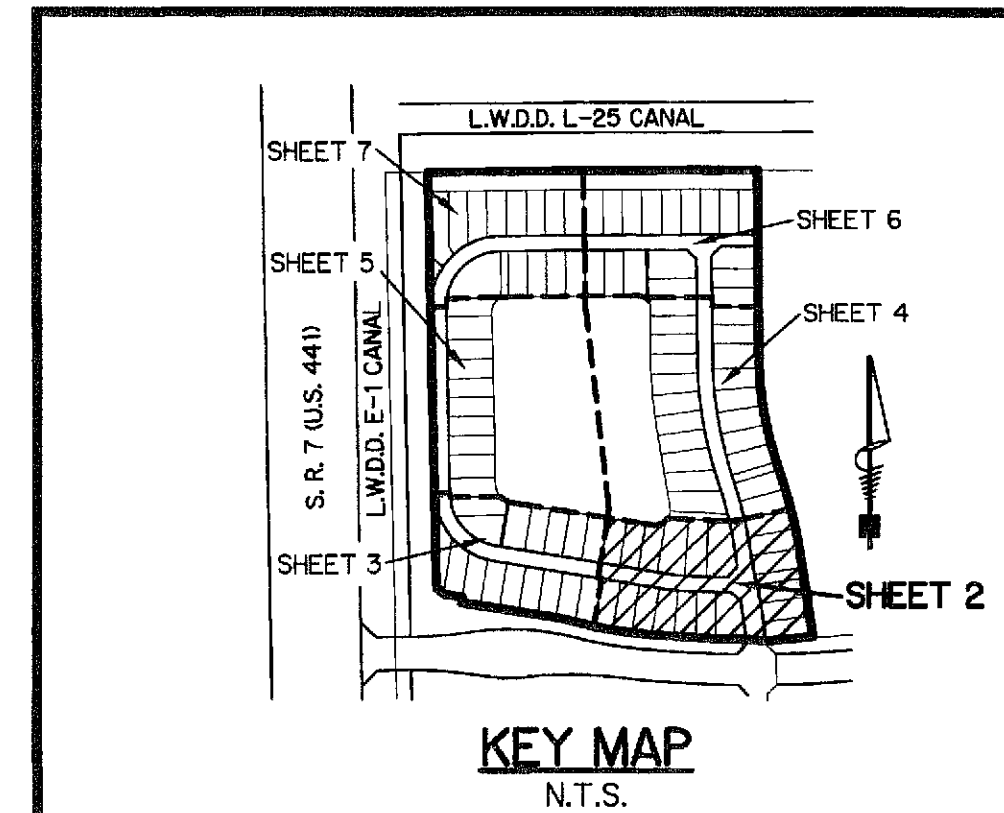 L.W.D.D. L-25 CANAL
SHEET 7
SHEET 6
SHEET 5
SHEET 4
S. R. 7 (U.S. 441)
L.W.D.D. E-1 CANAL
SHEET 3
SHEET 2
KEY MAP
N.T.S.